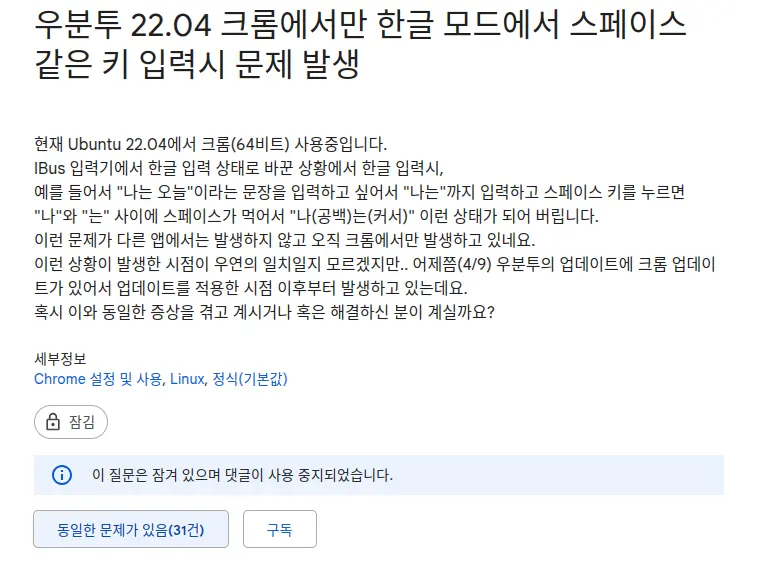 우분투 22.04 크롬에서만 한글 모드에서 스페이스
같은 키 입력시 문제 발생
현재 Ubuntu 22.04에서 크롬(64비트) 사용중입니다.
IBus 입력기에서 한글 입력 상태로 바꾼 상황에서 한글 입력시,
예를 들어서 "나는 오늘"이라는 문장을 입력하고 싶어서 "나는"까지 입력하고 스페이스 키를 누르면
"나"와 "는" 사이에 스페이스가 먹어서 "나(공백)는(커서)" 이런 상태가 되어 버립니다.
이런 문제가 다른 앱에서는 발생하지 않고 오직 크롬에서만 발생하고 있네요.
이런 상황이 발생한 시점이 우연의 일치일지 모르겠지만.. 어제쯤(4/9) 우분투의 업데이트에 크롬 업데이
트가 있어서 업데이트를 적용한 시점 이후부터 발생하고 있는데요.
혹시 이와 동일한 증상을 겪고 계시거나 혹은 해결하신 분이 계실까요?
세부정보
Chrome 설정 및 사용, Linux, 정식(기본값)
잠김
이 질문은 잠겨 있으며 댓글이 사용 중지되었습니다.
동일한 문제가 있음(31건) 구독